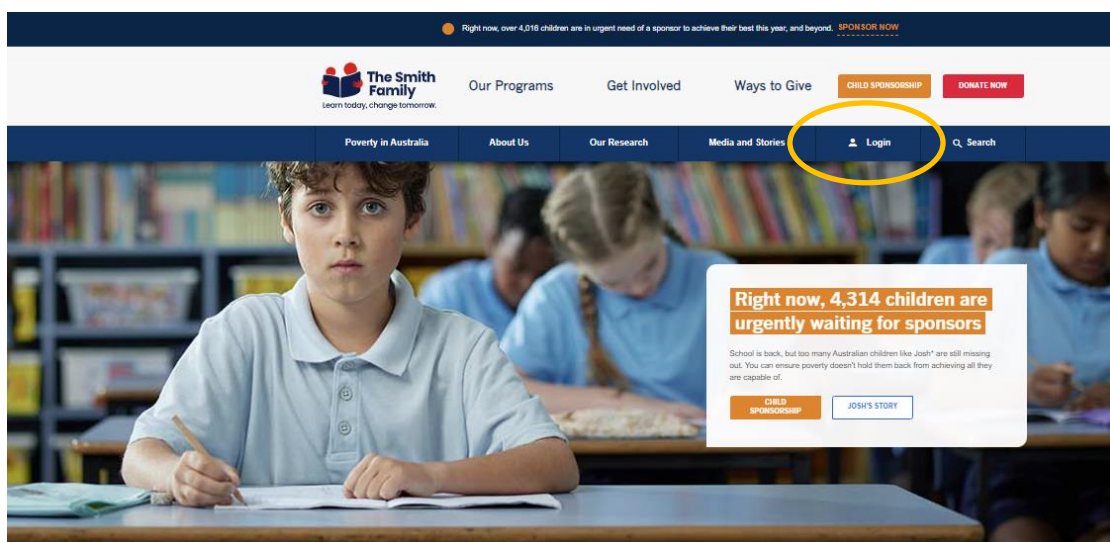 Right now, over 4,016 children are in urgent need of a sponsor to achieve their best this year, and beyond. SPONSOR NOW
The Smith
Family
Learn today, change tomorrow.
Our Programs
Get Involved
Ways to Give
CHILD SPONSORSHIP
DONATE NOW
Poverty in Australia
About Us
Our Research
Media and Stories
Login
Search
Right now, 4,314 children are
urgently waiting for sponsors
School is back, but too many Australian children like Josh* are still missing
out. You can ensure poverty doesn't hold them back from achieving all they
are capable of.
CHILD
SPONSORSHIP
JOSH'S STORY